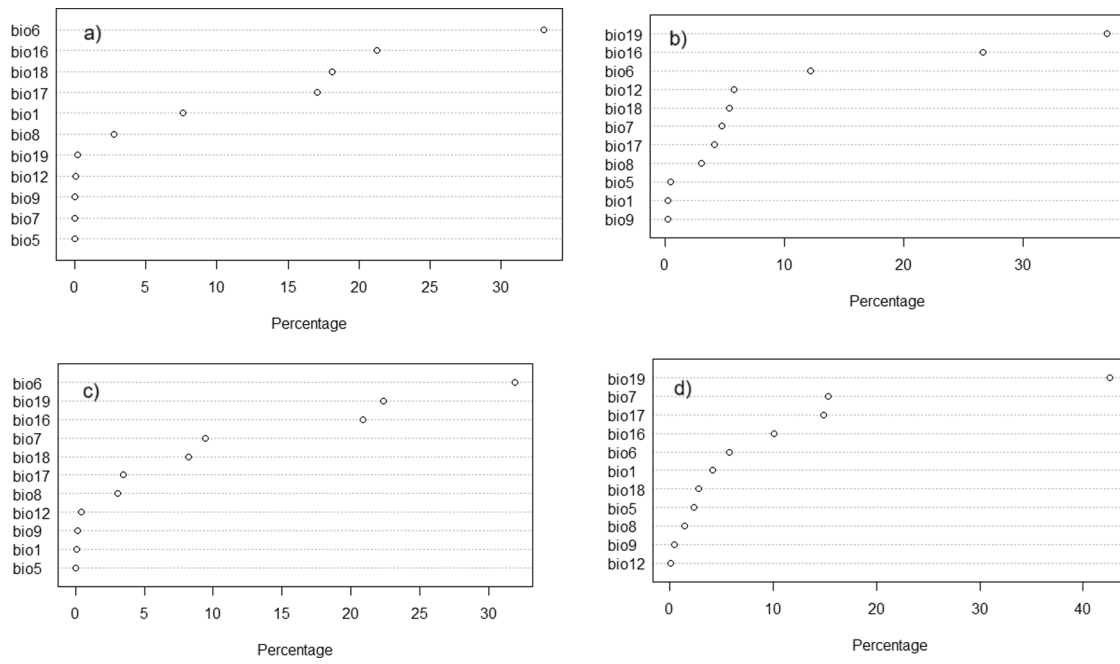 a)
bio6
bio16
bio18
bio17
bio1
bio8
bio19
bio12
bio9
bio7
bio5
0 5 10 15 20 25 30
Percentage
b)
bio19
bio16
bio6
bio12
bio18
bio7
bio17
bio8
bio5
bio1
bio9
0 10 20 30
Percentage
c)
bio6
bio19
bio16
bio7
bio18
bio17
bio8
bio12
bio9
bio1
bio5
0 5 10 15 20 25 30
Percentage
d)
bio19
bio7
bio17
bio16
bio6
bio1
bio18
bio5
bio8
bio9
bio12
0 10 20 30 40
Percentage